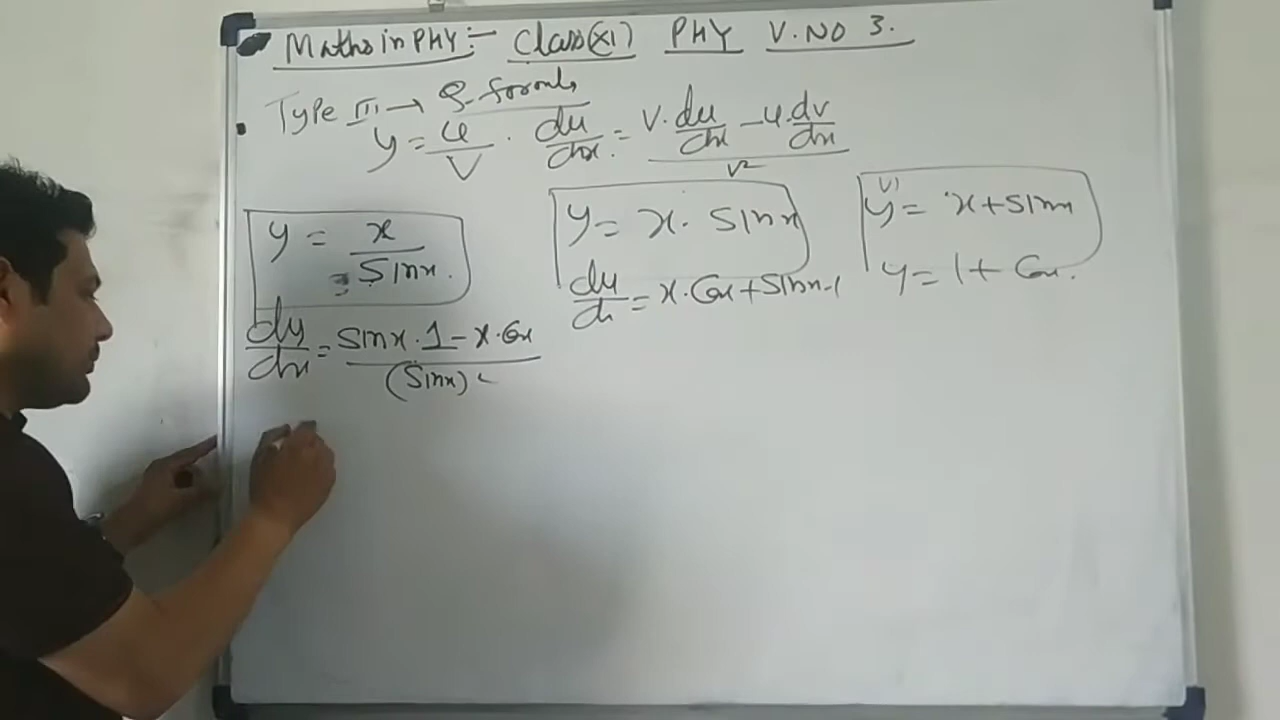 Maths in PHY:- Class (XI) PHY V. NO 3.
Type III → Q. formula
y = u/V . du/dx = V. du/dx - u. dv/dx / v²
y = x/Sinx.
dy/dx = Sinx . 1 - x. Cosx / (Sinx)²
y = x. Sinx
dy/dx = x. Cosx + Sinx. 1
y = x + Sinx
y = 1 + Cosx.